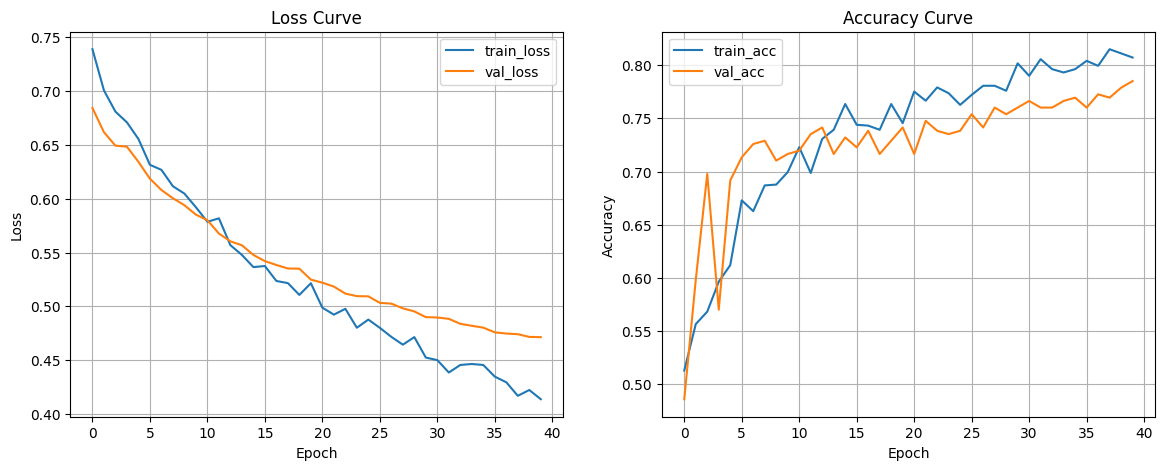 Loss Curve
0.75
0.70
0.65
0.60
0.55
0.50
0.45
0.40
Loss
train_loss
val_loss
0 5 10 15 20 25 30 35 40
Epoch
Accuracy Curve
0.80
0.75
0.70
0.65
0.60
0.55
0.50
Accuracy
train_acc
val_acc
0 5 10 15 20 25 30 35 40
Epoch